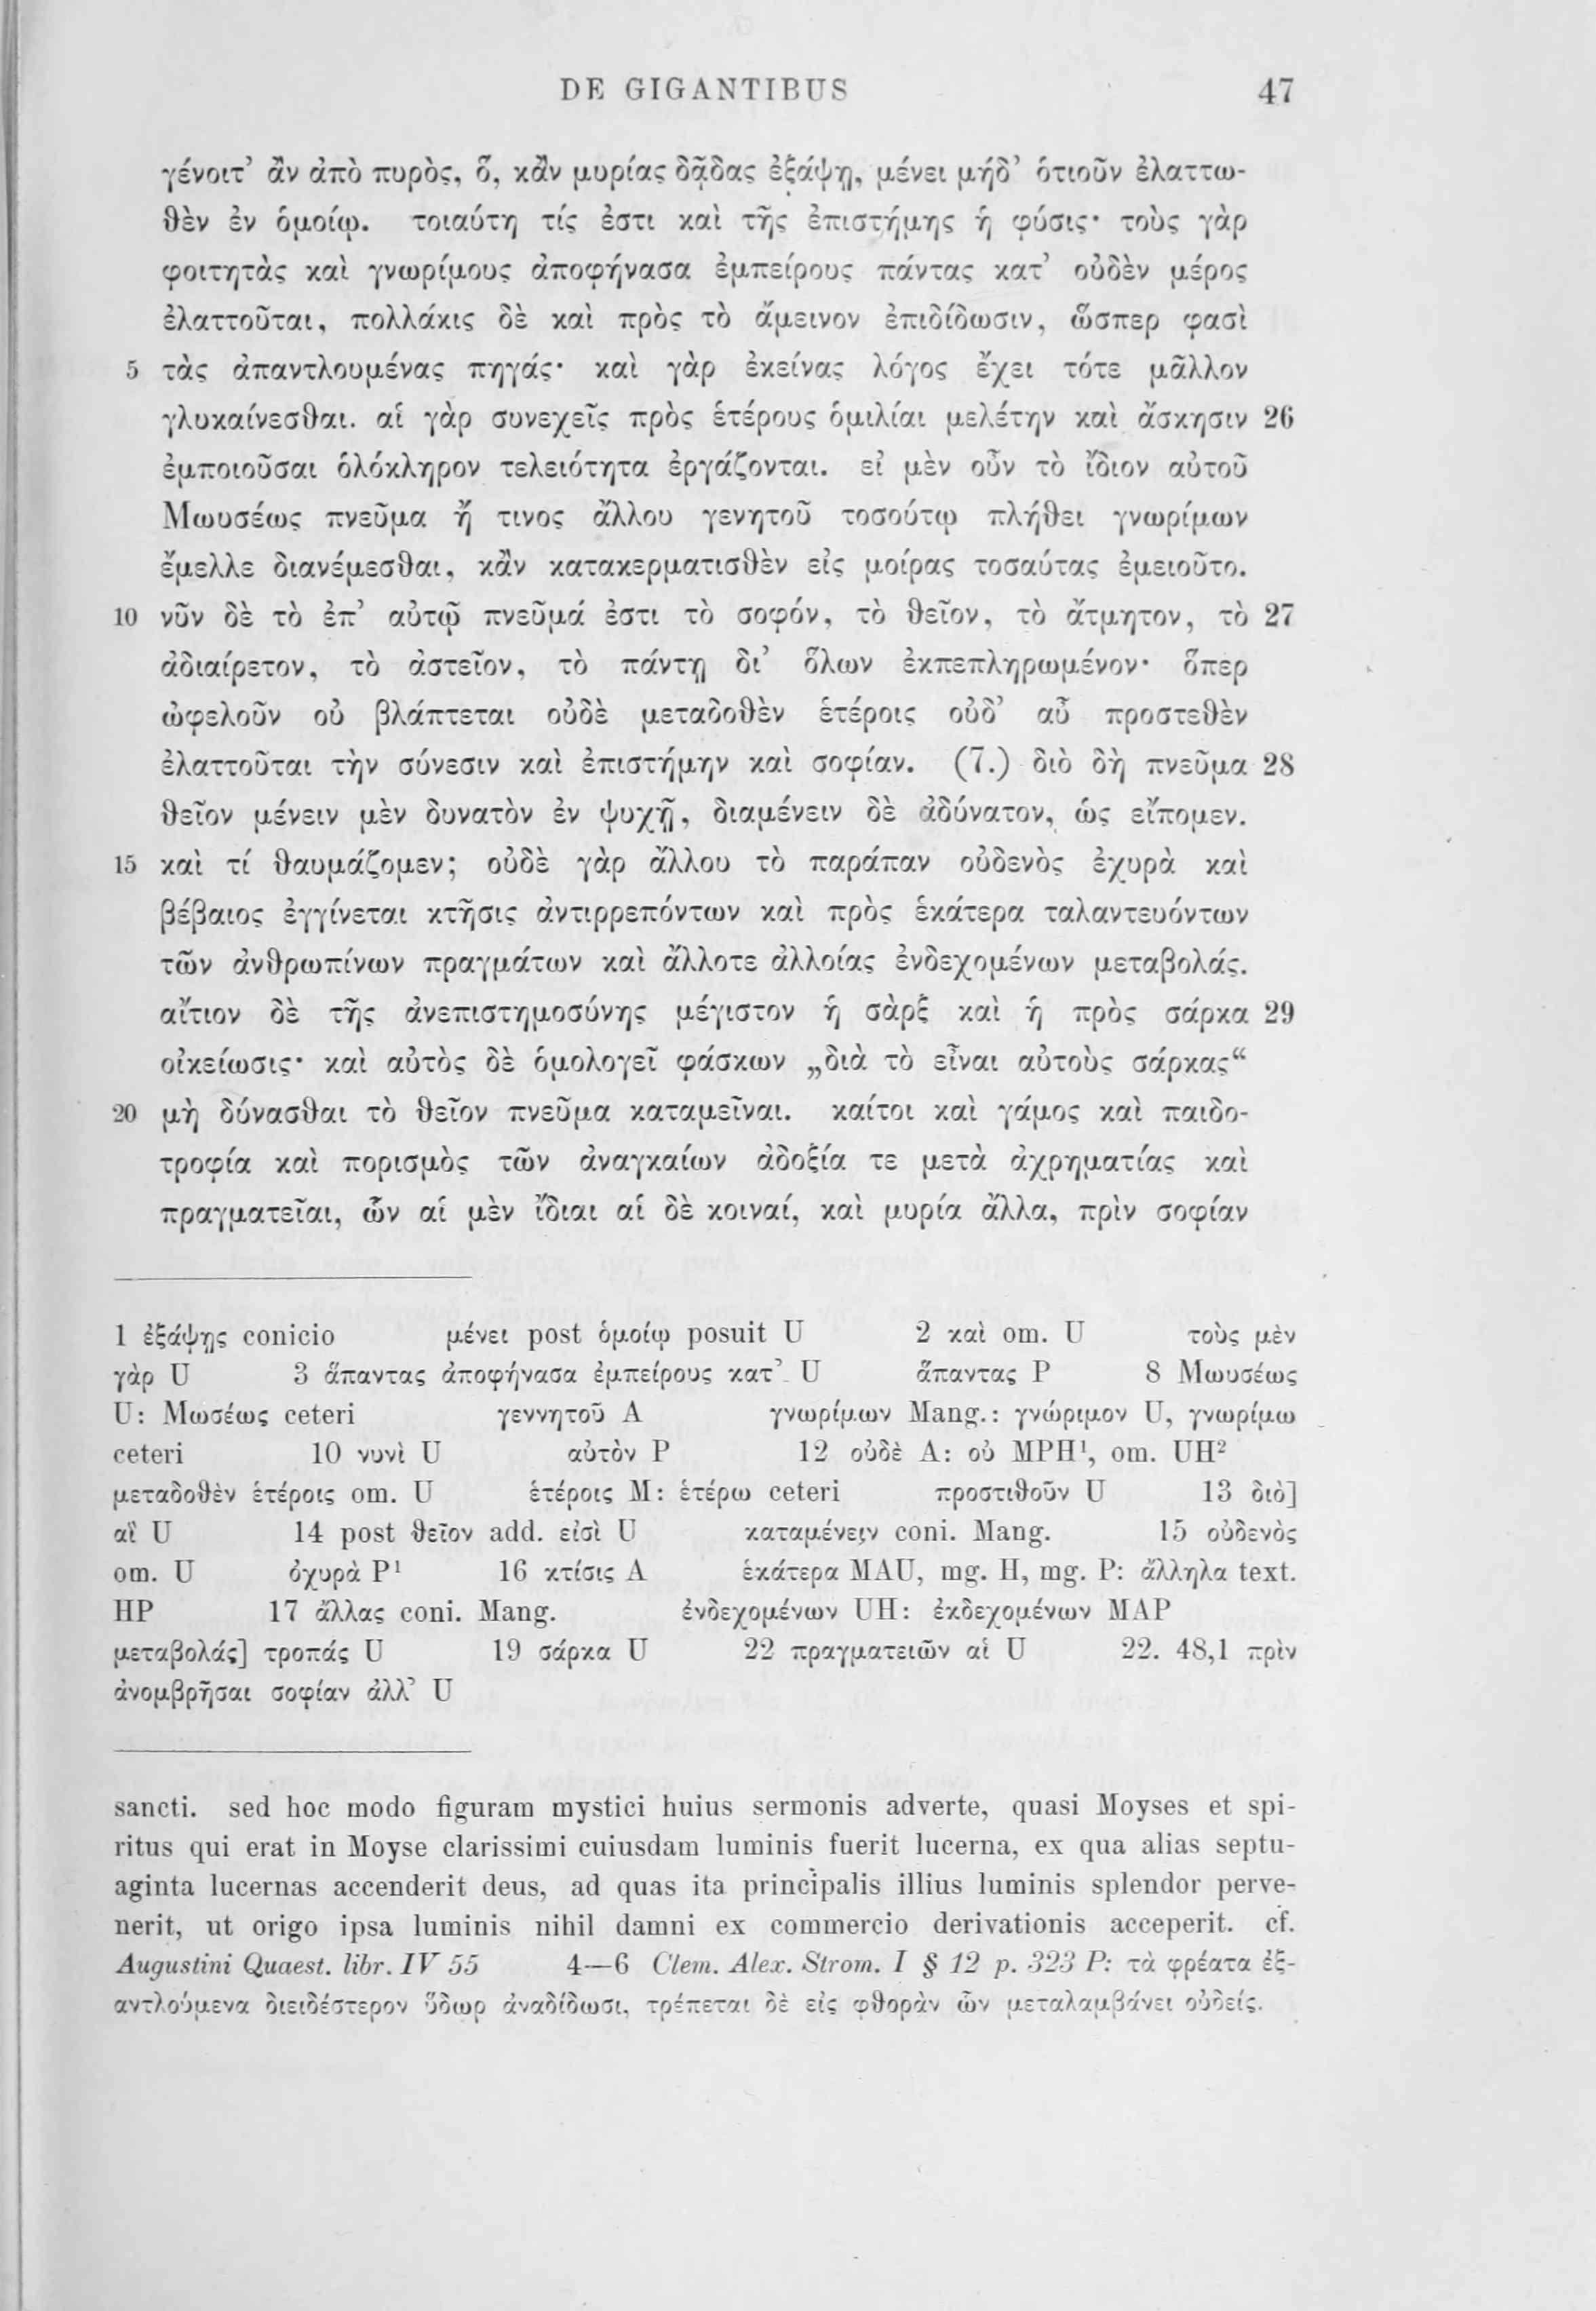 DE GIGANTIBUS 47
γένοιτ’ ἂν ἀπὸ πυρὸς, ὅ, κἂν μυρίας δᾷδας ἐξάψῃ, μένει μήδ’ ὁτιοῦν ἐλαττω-
θὲν ἐν ὁμοίῳ. τοιαύτη τίς ἐστι καὶ τῆς ἐπιστήμης ἡ φύσις· τοὺς γὰρ
φοιτητὰς καὶ γνωρίμους ἀποφήνασα ἐμπείρους πάντας κατ’ οὐδὲν μέρος
ἐλαττοῦται, πολλάκις δὲ καὶ πρὸς τὸ ἄμεινον ἐπιδίδωσιν, ὥσπερ φασὶ
5 τὰς ἀπαντλουμένας πηγάς· καὶ γὰρ ἐκείνας λόγος ἔχει τότε μᾶλλον
γλυκαίνεσθαι. αἱ γὰρ συνεχεῖς πρὸς ἑτέρους ὁμιλίαι μελέτην καὶ ἄσκησιν 26
ἐμποιοῦσαι ὁλόκληρον τελειότητα ἐργάζονται. εἰ μὲν οὖν τὸ ἴδιον αὐτοῦ
Μωυσέως πνεῦμα ἤ τινος ἄλλου γενητοῦ τοσούτῳ πλήθει γνωρίμων
ἔμελλε διανέμεσθαι, κἂν κατακερματισθὲν εἰς μοίρας τοσαύτας ἐμειοῦτο.
10 νῦν δὲ τὸ ἐπ’ αὐτῷ πνεῦμά ἐστι τὸ σοφόν, τὸ θεῖον, τὸ ἄτμητον, τὸ 27
ἀδιαίρετον, τὸ ἀστεῖον, τὸ πάντῃ δι’ ὅλων ἐκπεπληρωμένον· ὅπερ
ὠφελοῦν οὐ βλάπτεται οὐδὲ μεταδοθὲν ἑτέροις οὐδ’ αὖ προστεθὲν
ἐλαττοῦται τὴν σύνεσιν καὶ ἐπιστήμην καὶ σοφίαν. (7.) διὸ δὴ πνεῦμα 28
θεῖον μένειν μὲν δυνατὸν ἐν ψυχῇ, διαμένειν δὲ ἀδύνατον, ὡς εἴπομεν.
15 καὶ τί θαυμάζομεν; οὐδὲ γὰρ ἄλλου τὸ παράπαν οὐδενὸς ἐχυρὰ καὶ
βέβαιος ἐγγίνεται κτῆσις ἀντιρρεπόντων καὶ πρὸς ἑκάτερα ταλαντευόντων
τῶν ἀνθρωπίνων πραγμάτων καὶ ἄλλοτε ἀλλοίας ἐνδεχομένων μεταβολάς.
αἴτιον δὲ τῆς ἀνεπιστημοσύνης μέγιστον ἡ σὰρξ καὶ ἡ πρὸς σάρκα 29
οἰκείωσις· καὶ αὐτὸς δὲ ὁμολογεῖ φάσκων „διὰ τὸ εἶναι αὐτοὺς σάρκας“
20 μὴ δύνασθαι τὸ θεῖον πνεῦμα καταμεῖναι. καίτοι καὶ γάμος καὶ παιδο-
τροφία καὶ πορισμὸς τῶν ἀναγκαίων ἀδοξία τε μετὰ ἀχρηματίας καὶ
πραγματεῖαι, ὧν αἱ μὲν ἴδιαι αἱ δὲ κοιναί, καὶ μυρία ἄλλα, πρὶν σοφίαν
1 ἐξάψῃς conicio μένει post ὁμοίῳ posuit U 2 καὶ om. U τοὺς μὲν
γὰρ U 3 ἅπαντας ἀποφήνασα ἐμπείρους κατ’ U ἅπαντας P 8 Μωυσέως
U: Μωσέως ceteri γεννητοῦ A γνωρίμων Mang.: γνώριμον U, γνωρίμω
ceteri 10 νυνὶ U αὐτὸν P 12 οὐδὲ A: οὐ MPH¹, om. UH²
μεταδοθὲν ἑτέροις om. U ἑτέροις M: ἑτέρω ceteri προστιθοῦν U 13 διὸ]
αἳ U 14 post θεῖον add. εἰσὶ U καταμένειν coni. Mang. 15 οὐδενὸς
om. U ὀχυρὰ P¹ 16 κτίσις A ἑκάτερα MAU, mg. H, mg. P: ἄλληλα text.
HP 17 ἄλλας coni. Mang. ἐνδεχομένων UH: ἐκδεχομένων MAP
μεταβολάς] τροπάς U 19 σάρκα U 22 πραγματειῶν αἱ U 22. 48,1 πρὶν
ἀνομβρῆσαι σοφίαν ἀλλ’ U
sancti. sed hoc modo figuram mystici huius sermonis adverte, quasi Moyses et spi-
ritus qui erat in Moyse clarissimi cuiusdam luminis fuerit lucerna, ex qua alias septu-
aginta lucernas accenderit deus, ad quas ita principalis illius luminis splendor perve-
nerit, ut origo ipsa luminis nihil damni ex commercio derivationis acceperit. cf.
Augustini Quaest. libr. IV 55 4—6 Clem. Alex. Strom. I § 12 p. 323 P: τὰ φρέατα ἐξ-
αντλούμενα διειδέστερον ὕδωρ ἀναδίδωσι, τρέπεται δὲ εἰς φθορὰν ὧν μεταλαμβάνει οὐδείς.